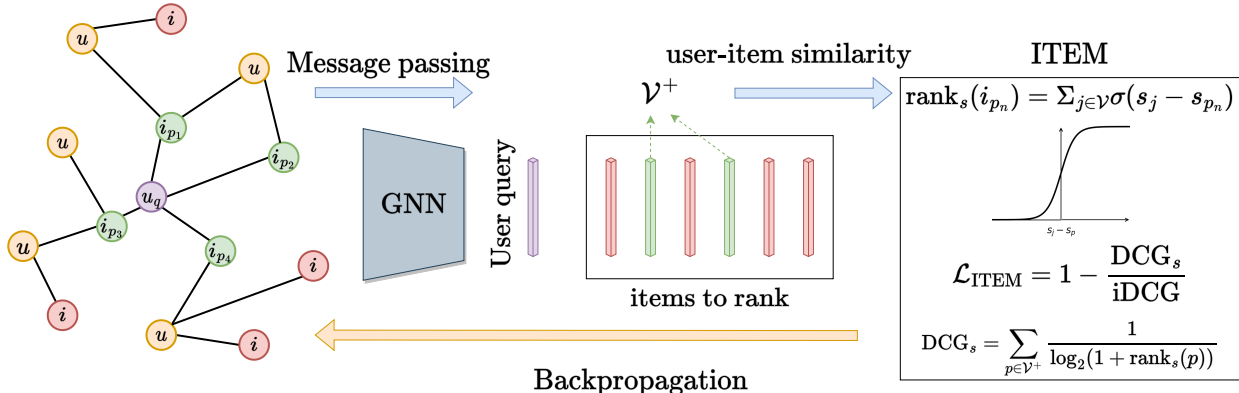 u
i
u
i_{p_1}
i_{p_2}
u
u_q
i_{p_3}
i_{p_4}
u
i
i
u
i
Message passing
GNN
User query
𝒱^+
items to rank
user-item similarity
Backpropagation
ITEM
rank_s(i_{p_n}) = Σ_{j∈𝒱} σ(s_j − s_{p_n})
s_j − s_p
ℒ_ITEM = 1 − DCG_s / iDCG
DCG_s = ∑_{p∈𝒱^+} 1 / log_2(1 + rank_s(p))